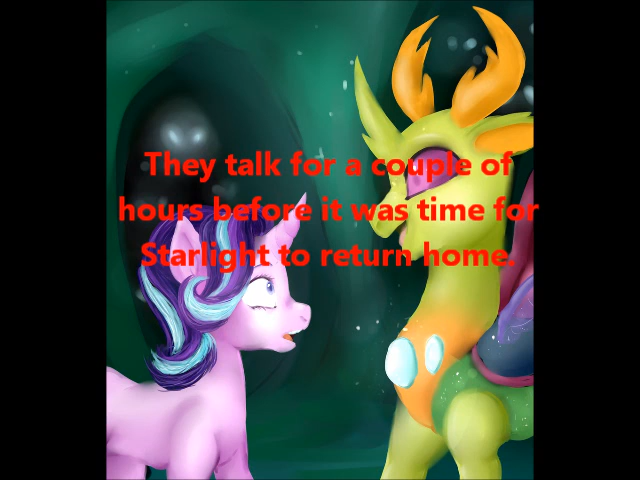 They talk for a couple of
hours before it was time for
Starlight to return home.